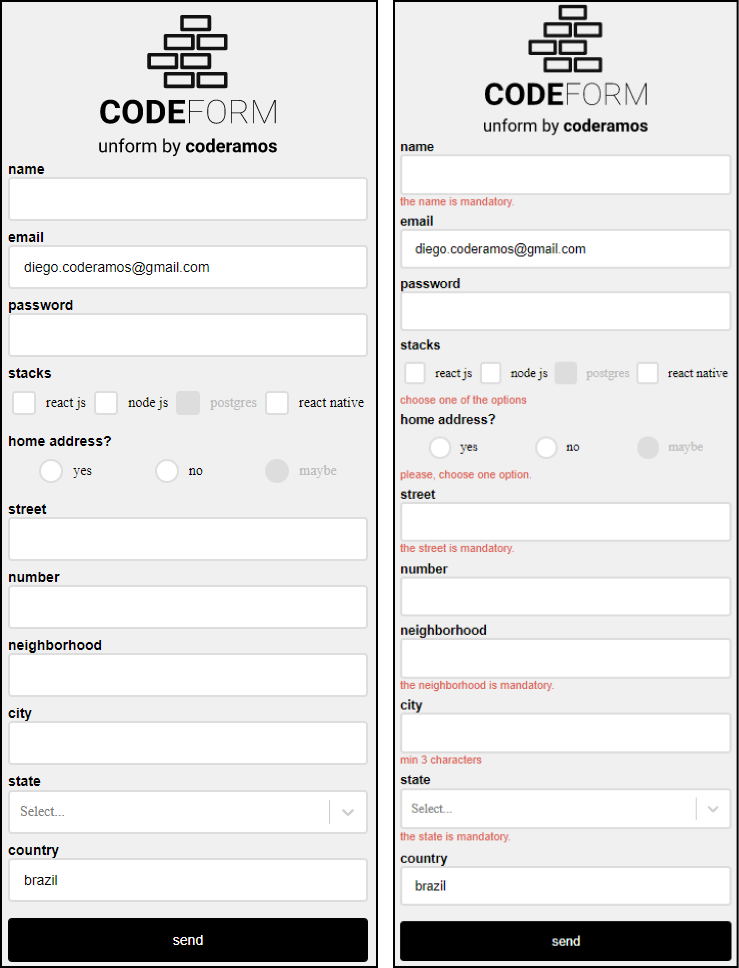 CODEFORM
unform by coderamos
name
email
diego.coderamos@gmail.com
password
stacks
react js node js postgres react native
home address?
yes no maybe
street
number
neighborhood
city
state
Select...
country
brazil
send
CODEFORM
unform by coderamos
name
the name is mandatory.
email
diego.coderamos@gmail.com
password
stacks
react js node js postgres react native
choose one of the options
home address?
yes no maybe
please, choose one option.
street
the street is mandatory.
number
neighborhood
the neighborhood is mandatory.
city
min 3 characters
state
Select...
the state is mandatory.
country
brazil
send